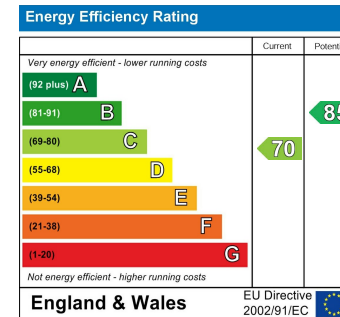 Energy Efficiency Rating
Current Potenti
Very energy efficient - lower running costs
(92 plus) A
(81-91) B
85
(69-80) C
70
(55-68) D
(39-54) E
(21-38) F
(1-20) G
Not energy efficient - higher running costs
England & Wales
EU Directive
2002/91/EC